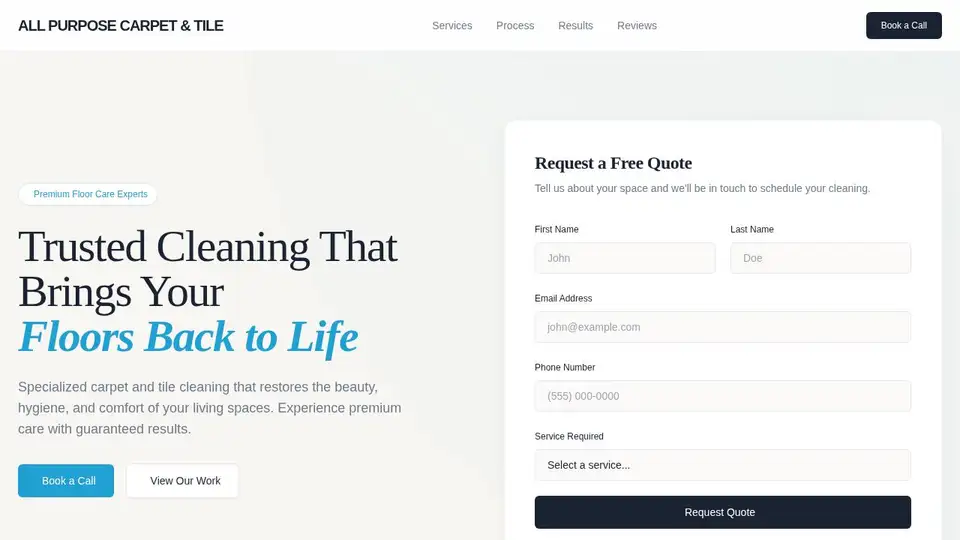 ALL PURPOSE CARPET & TILE
Services
Process
Results
Reviews
Book a Call
Premium Floor Care Experts
Trusted Cleaning That
Brings Your
Floors Back to Life
Specialized carpet and tile cleaning that restores the beauty,
hygiene, and comfort of your living spaces. Experience premium
care with guaranteed results.
Book a Call
View Our Work
Request a Free Quote
Tell us about your space and we'll be in touch to schedule your cleaning.
First Name
Last Name
John
Doe
Email Address
john@example.com
Phone Number
(555) 000-0000
Service Required
Select a service...
Request Quote